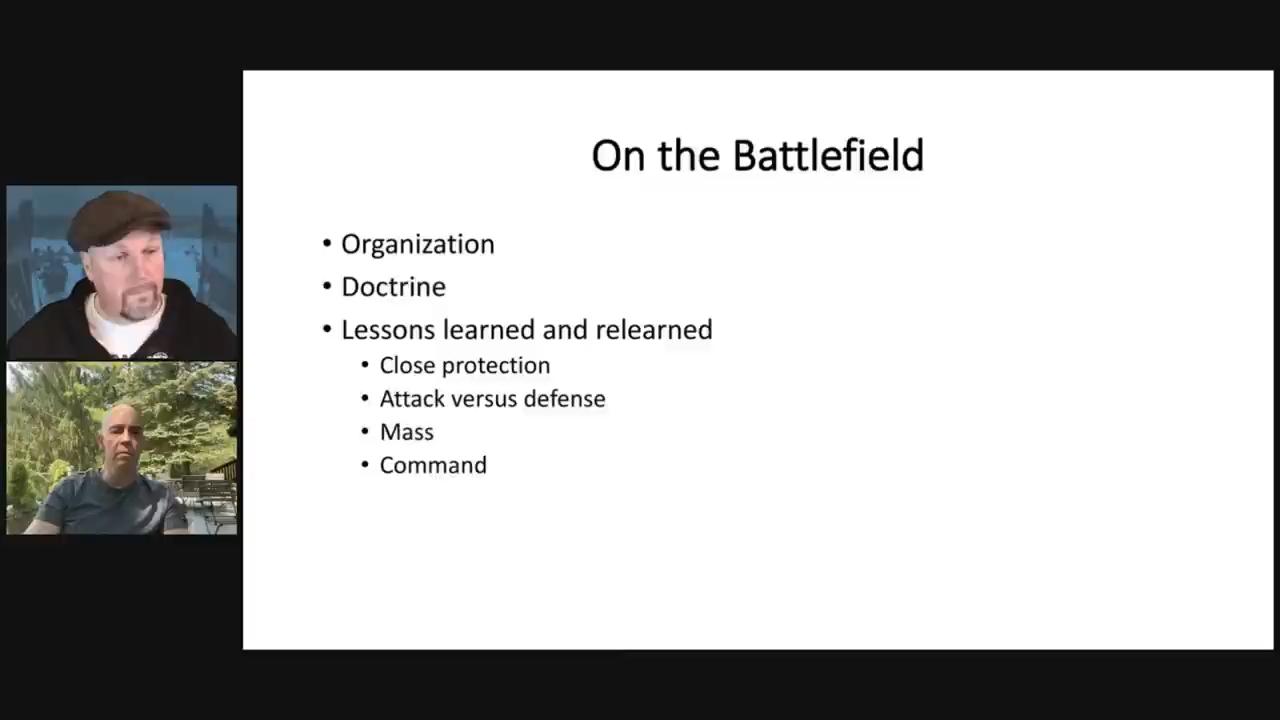 On the Battlefield
• Organization
• Doctrine
• Lessons learned and relearned
• Close protection
• Attack versus defense
• Mass
• Command